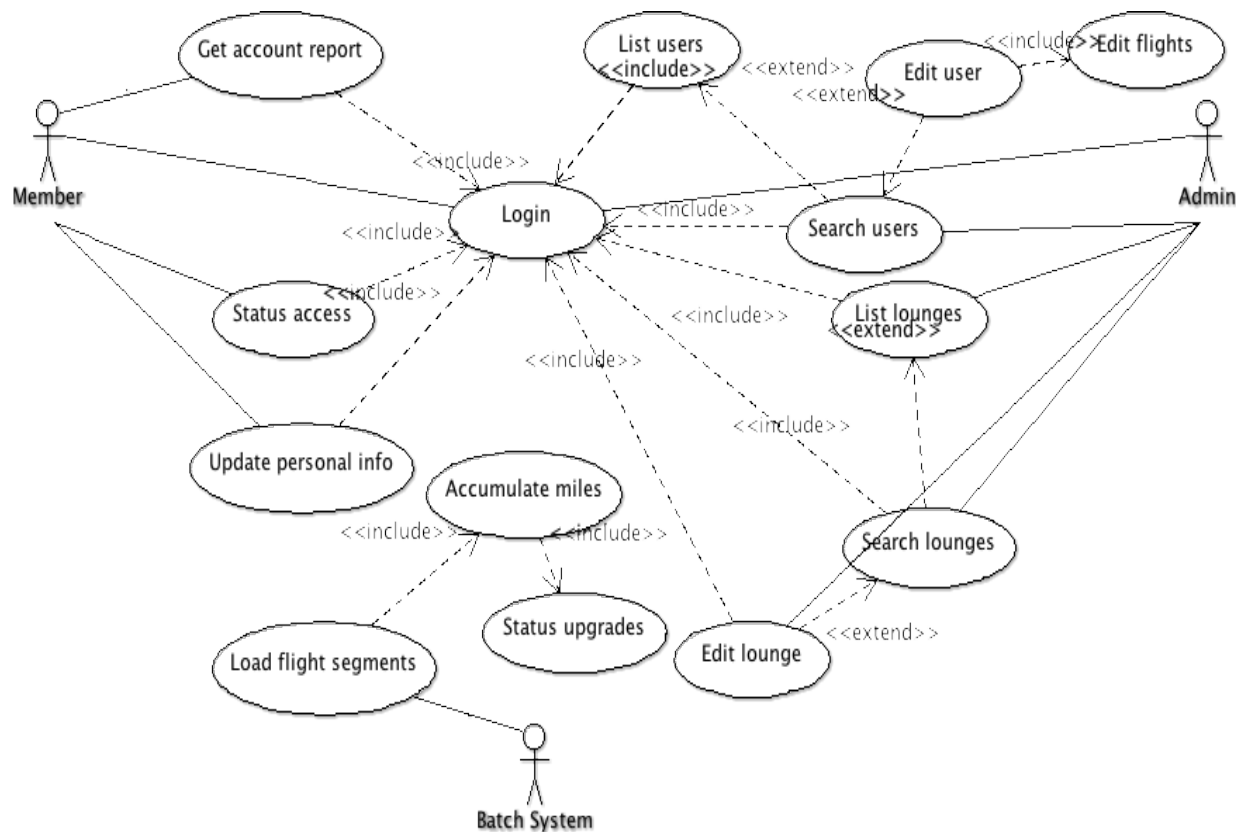 Get account report
List users
<<include>>
<<extend>>
<<extend>>
Edit user
<<include>>
Edit flights
Member
Admin
<<include>>
Login
<<include>>
Search users
<<include>>
<<include>>
Status access
<<include>>
List lounges
<<extend>>
<<include>>
<<include>>
Update personal info
Accumulate miles
<<include>>
<<include>>
Search lounges
<<include>>
Status upgrades
Edit lounge
<<extend>>
Load flight segments
Batch System